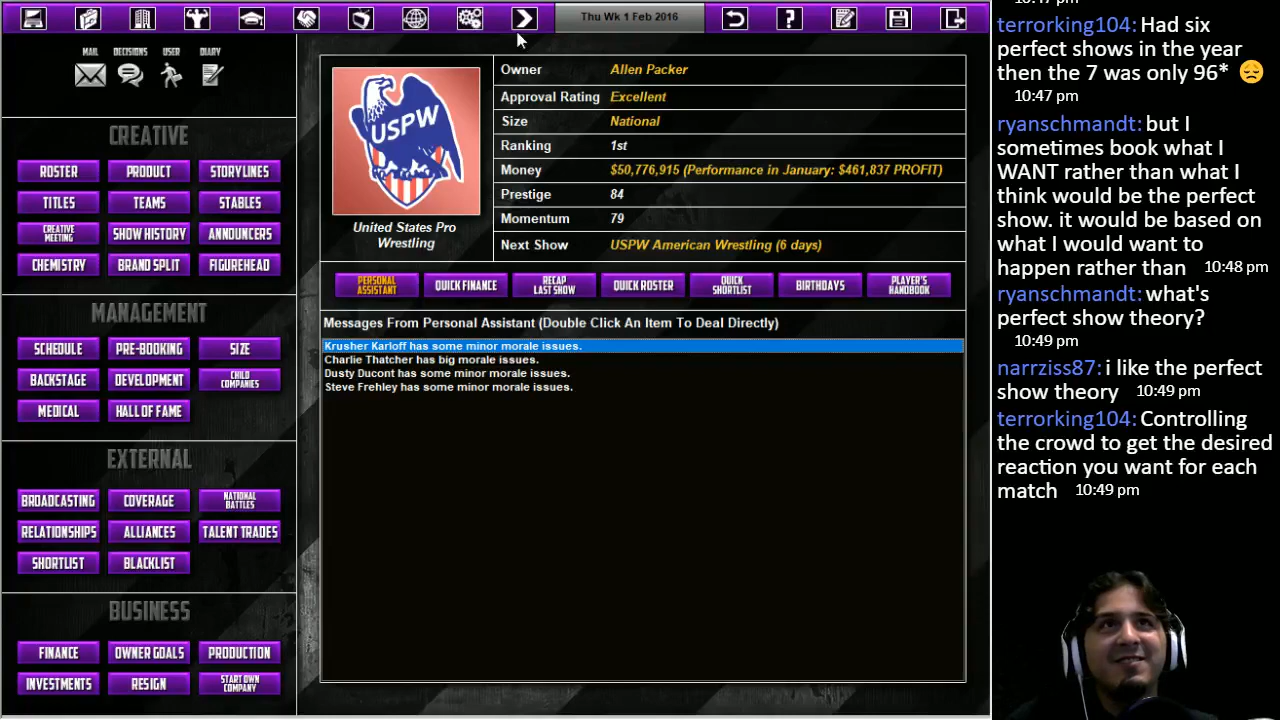 Thu Wk 1 Feb 2016
MAIL DECISIONS USER DIARY
CREATIVE
ROSTER PRODUCT STORYLINES
TITLES TEAMS STABLES
CREATIVE MEETING SHOW HISTORY ANNOUNCERS
CHEMISTRY BRAND SPLIT FIGUREHEAD
MANAGEMENT
SCHEDULE PRE-BOOKING SIZE
BACKSTAGE DEVELOPMENT CHILD COMPANIES
MEDICAL HALL OF FAME
EXTERNAL
BROADCASTING COVERAGE NATIONAL BATTLES
RELATIONSHIPS ALLIANCES TALENT TRADES
SHORTLIST BLACKLIST
BUSINESS
FINANCE OWNER GOALS PRODUCTION
INVESTMENTS RESIGN START OWN COMPANY
USPW
United States Pro
Wrestling
Owner Allen Packer
Approval Rating Excellent
Size National
Ranking 1st
Money $50,776,915 (Performance in January: $461,837 PROFIT)
Prestige 84
Momentum 79
Next Show USPW American Wrestling (6 days)
PERSONAL ASSISTANT QUICK FINANCE RECAP LAST SHOW QUICK ROSTER QUICK SHORTLIST BIRTHDAYS PLAYER'S HANDBOOK
Messages From Personal Assistant (Double Click An Item To Deal Directly)
Krusher Karloff has some minor morale issues.
Charlie Thatcher has big morale issues.
Dusty Ducont has some minor morale issues.
Steve Frehley has some minor morale issues.
terrorking104: Had six
perfect shows in the year
then the 7 was only 96* 😔
10:47 pm
ryanschmandt: but I
sometimes book what I
WANT rather than what I
think would be the perfect
show. it would be based on
what I would want to
happen rather than 10:48 pm
ryanschmandt: what's
perfect show theory?
10:49 pm
narrziss87: i like the perfect
show theory 10:49 pm
terrorking104: Controlling
the crowd to get the desired
reaction you want for each
match 10:49 pm